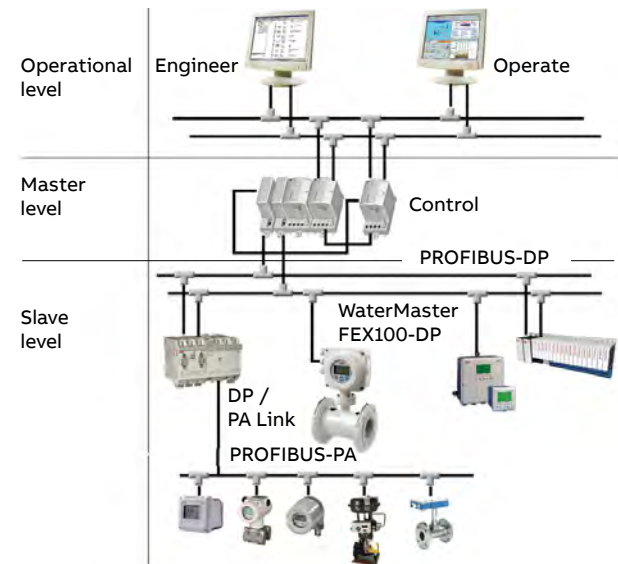 Operational
level
Engineer
Operate
Master
level
Control
PROFIBUS-DP
Slave
level
WaterMaster
FEX100-DP
DP /
PA Link
PROFIBUS-PA